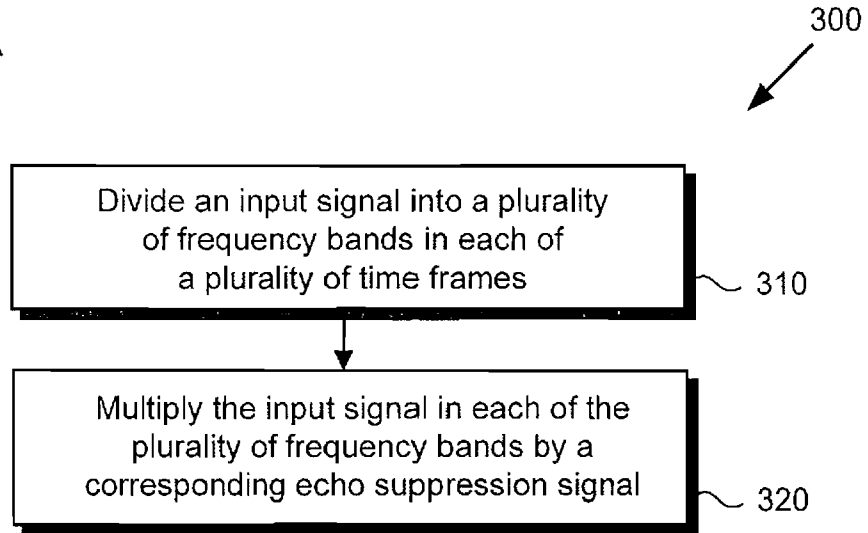 300
Divide an input signal into a plurality
of frequency bands in each of
a plurality of time frames
310
Multiply the input signal in each of the
plurality of frequency bands by a
corresponding echo suppression signal
320